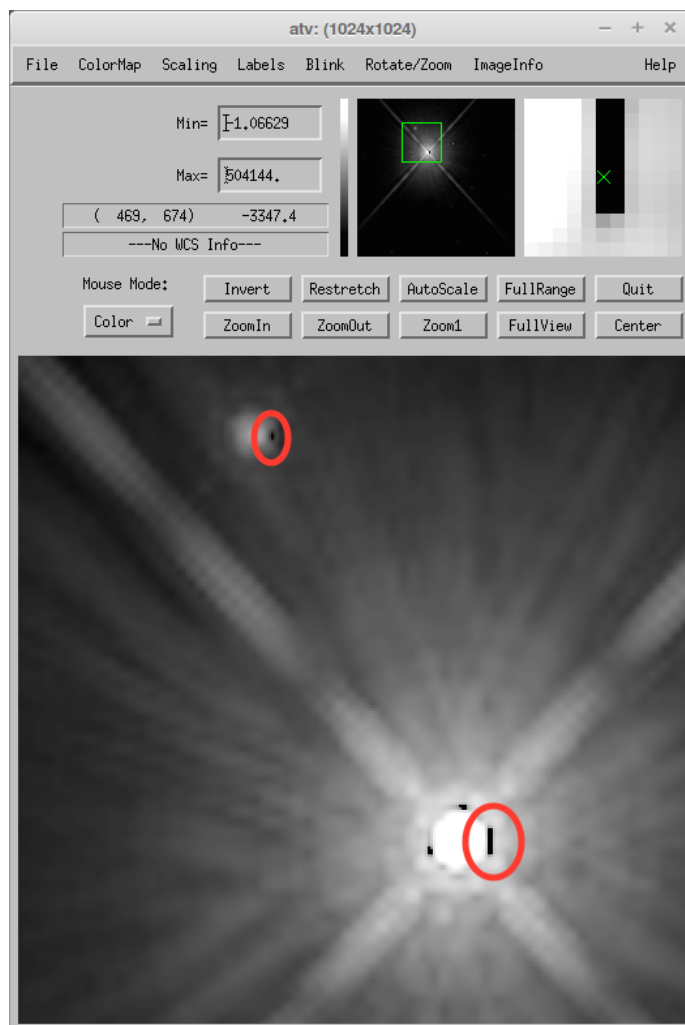 atv: (1024x1024)
File ColorMap Scaling Labels Blink Rotate/Zoom ImageInfo Help
Min= -1.06629
Max= 504144.
( 469, 674) -3347.4
---No WCS Info---
Mouse Mode:
Invert Restretch AutoScale FullRange Quit
Color
ZoomIn ZoomOut Zoom1 FullView Center